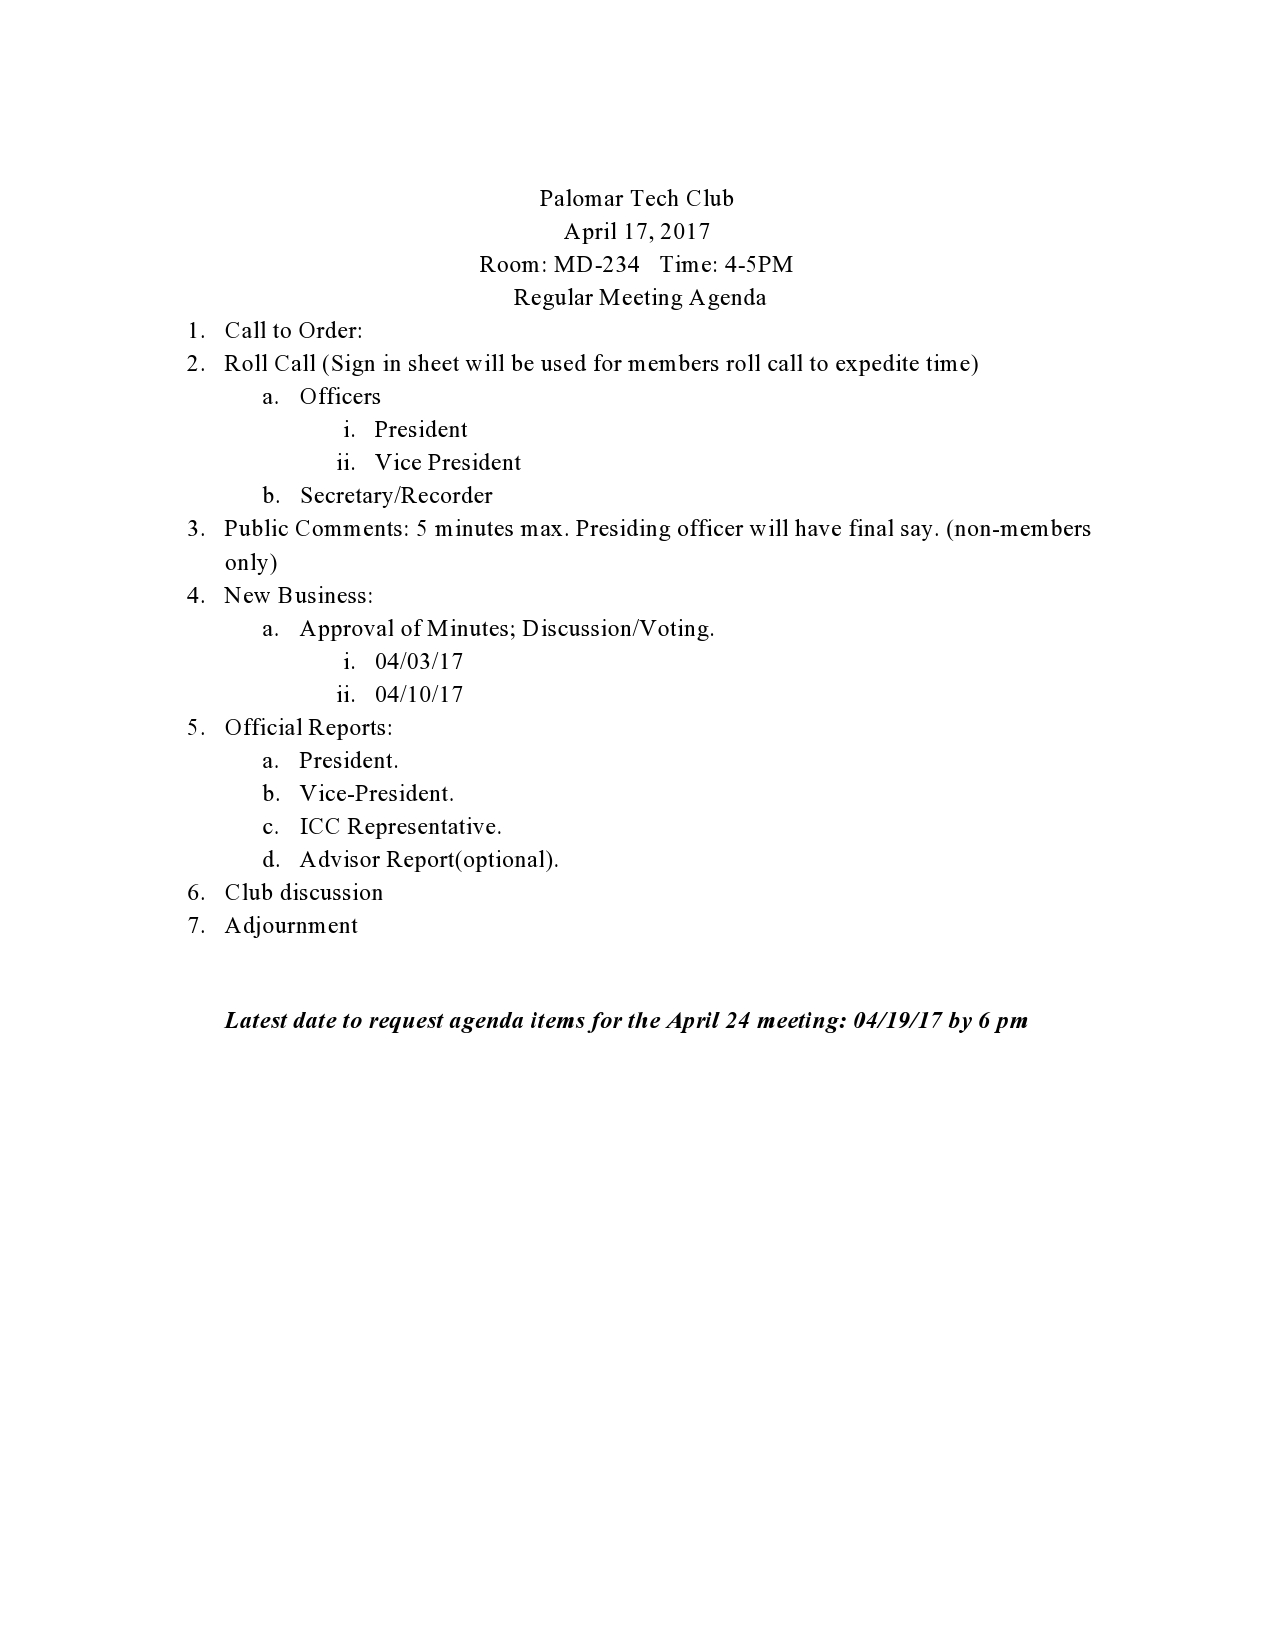 Palomar Tech Club
April 17, 2017
Room: MD-234 Time: 4-5PM
Regular Meeting Agenda
1. Call to Order:
2. Roll Call (Sign in sheet will be used for members roll call to expedite time)
a. Officers
i. President
ii. Vice President
b. Secretary/Recorder
3. Public Comments: 5 minutes max. Presiding officer will have final say. (non-members
only)
4. New Business:
a. Approval of Minutes; Discussion/Voting.
i. 04/03/17
ii. 04/10/17
5. Official Reports:
a. President.
b. Vice-President.
c. ICC Representative.
d. Advisor Report(optional).
6. Club discussion
7. Adjournment
Latest date to request agenda items for the April 24 meeting: 04/19/17 by 6 pm